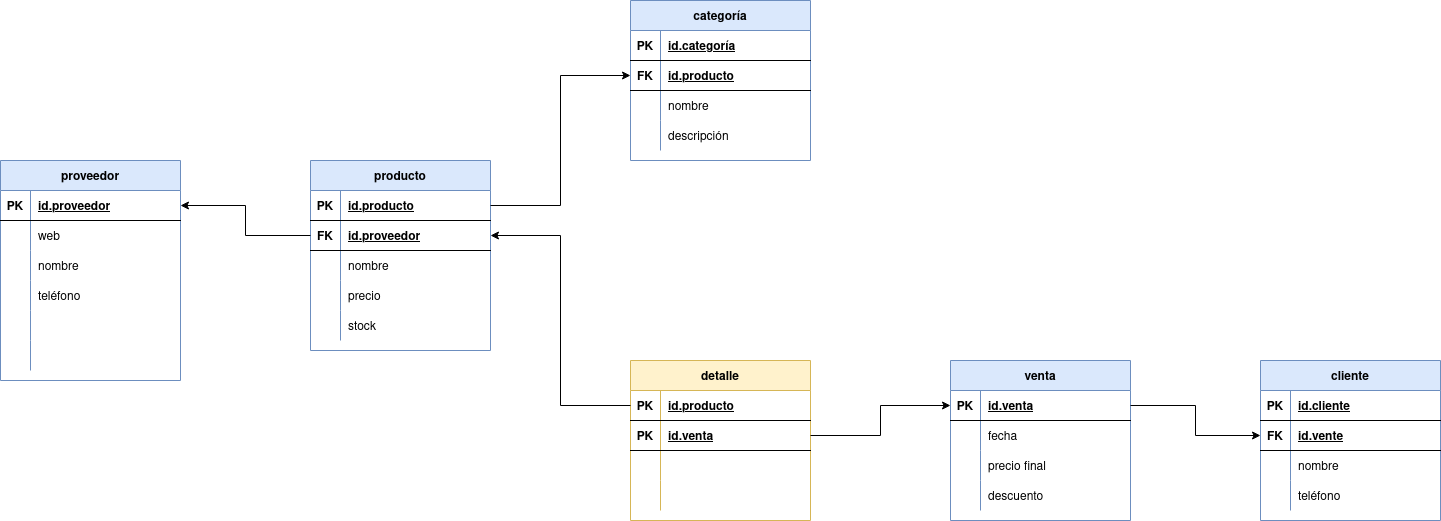 categoría
PK id.categoría
FK id.producto
nombre
descripción
proveedor
PK id.proveedor
web
nombre
teléfono
producto
PK id.producto
FK id.proveedor
nombre
precio
stock
detalle
PK id.producto
PK id.venta
venta
PK id.venta
fecha
precio final
descuento
cliente
PK id.cliente
FK id.vente
nombre
teléfono